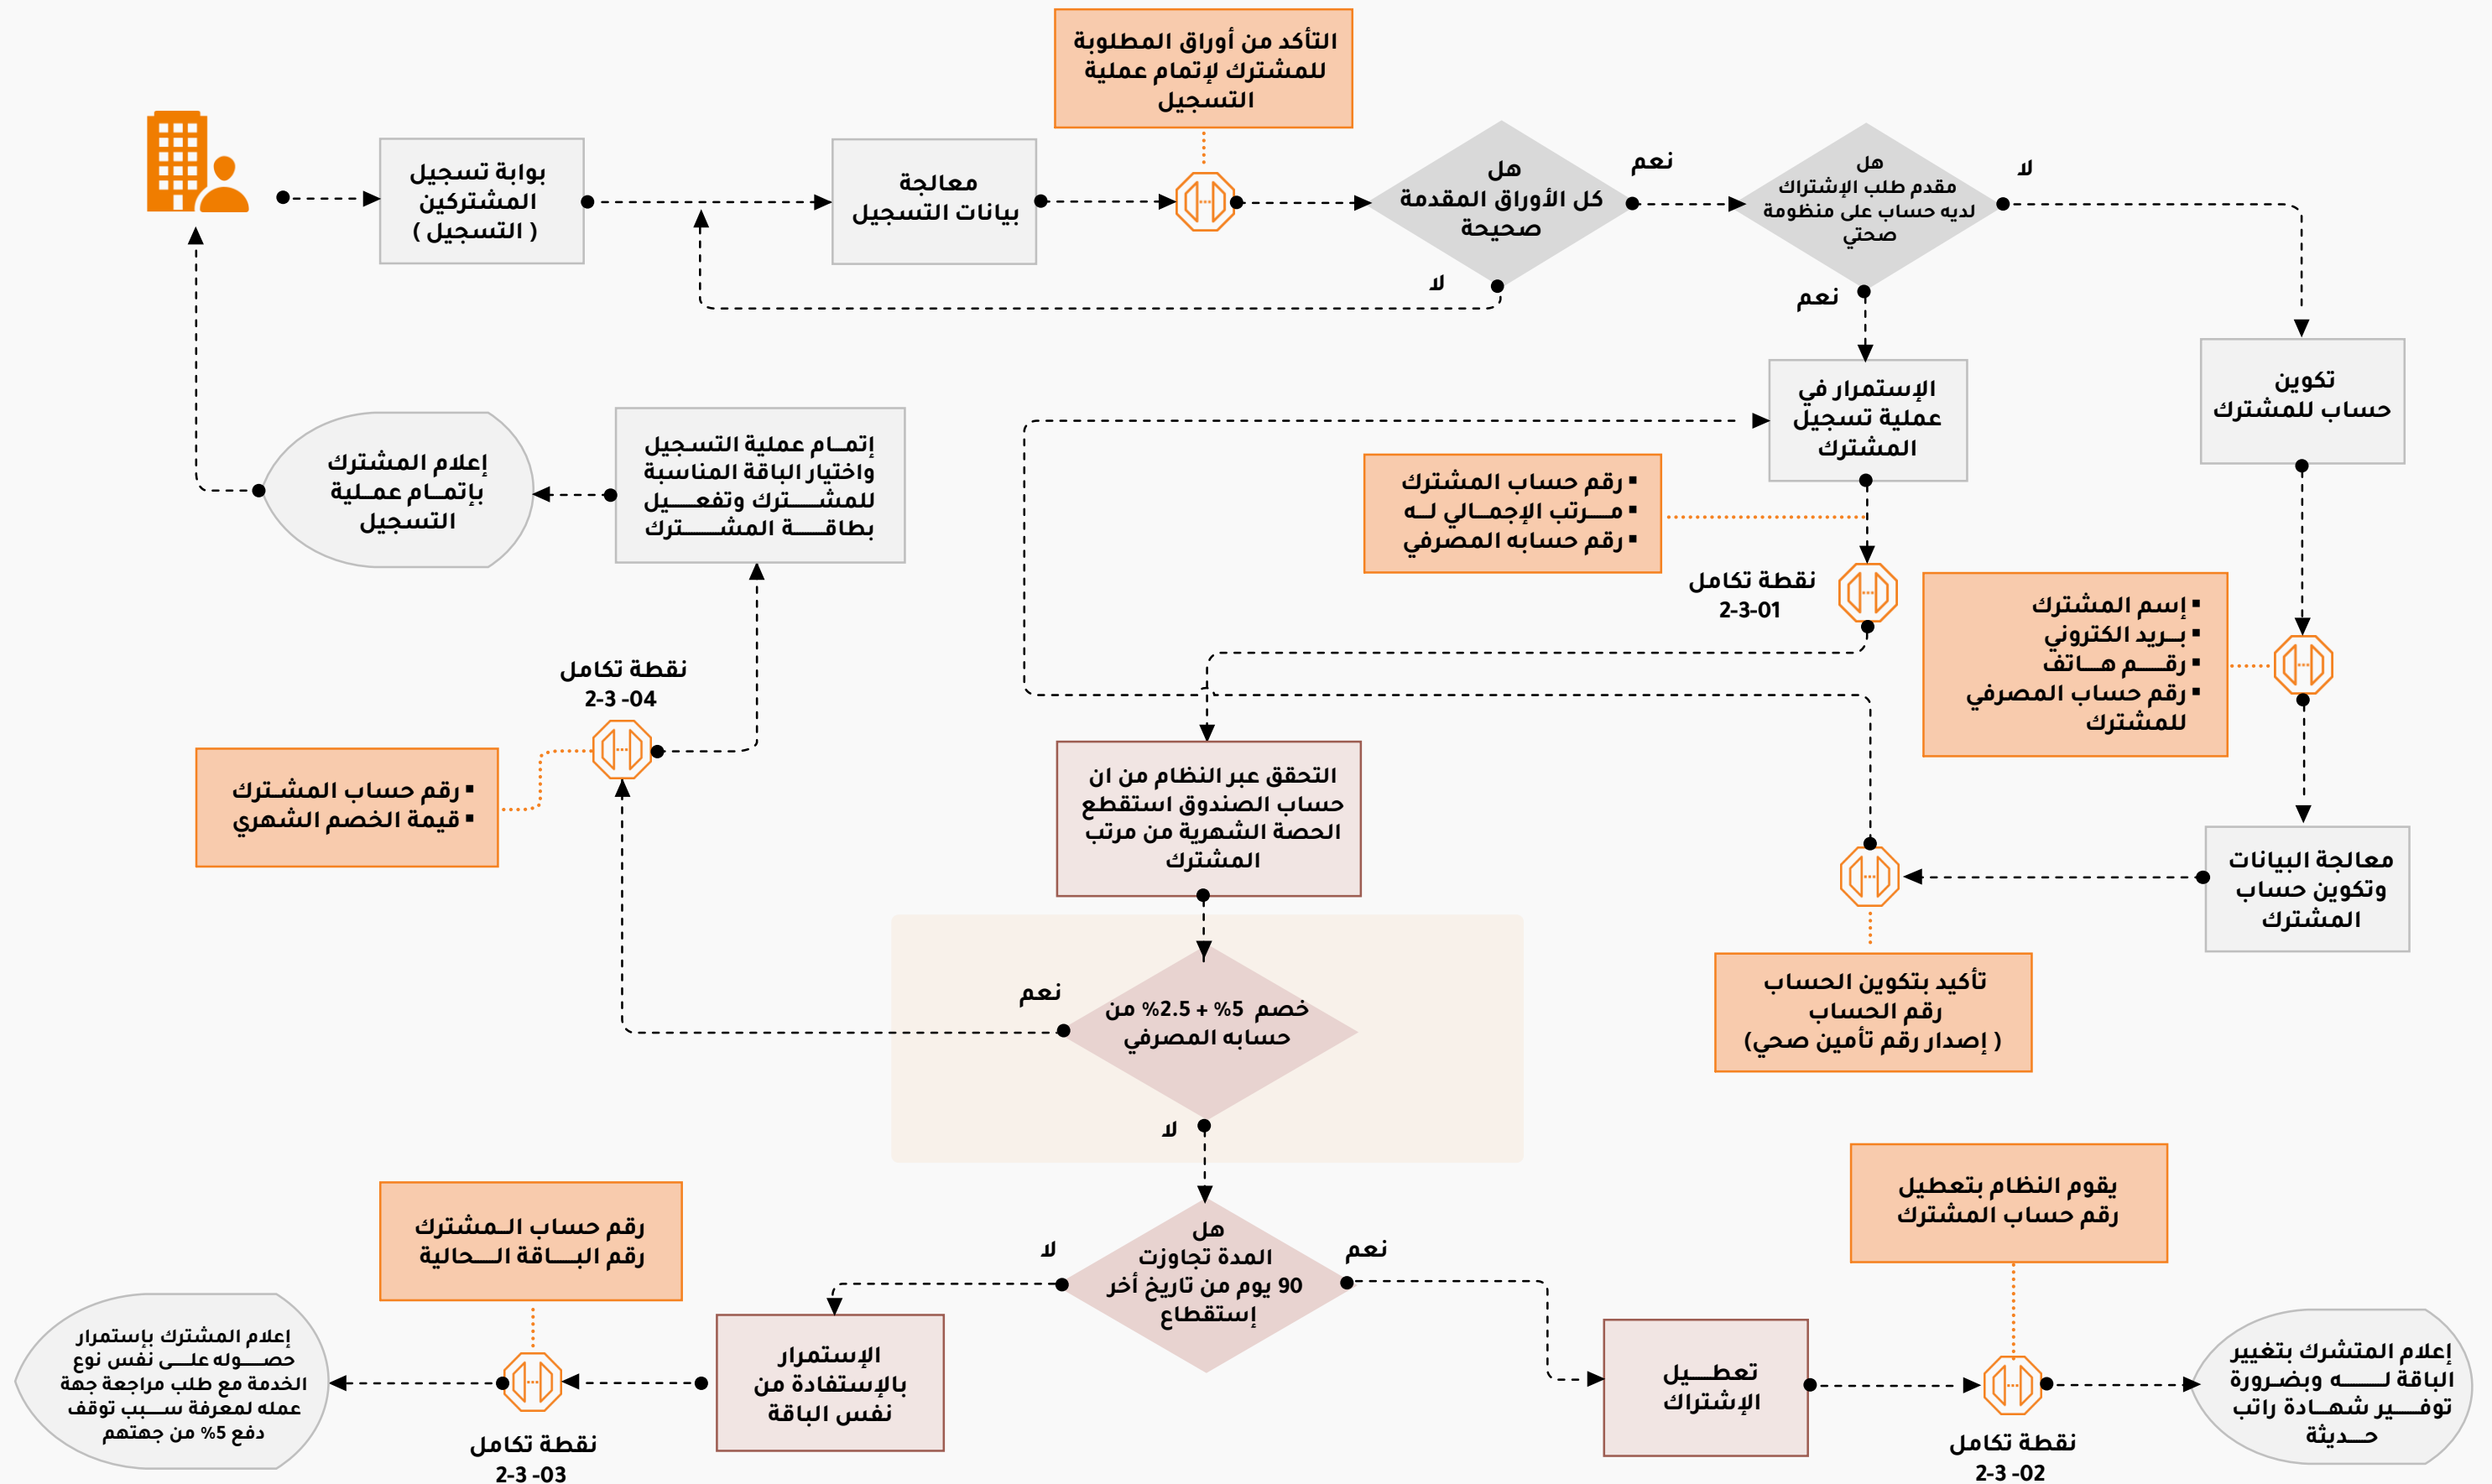 التأكد من أوراق المطلوبة
للمشترك لإتمام عملية
التسجيل
بوابة تسجيل
المشتركين
( التسجيل )
معالجة
بيانات التسجيل
هل
كل الأوراق المقدمة
صحيحة
نعم
لا
هل
مقدم طلب الإشتراك
لديه حساب على منظومة
صحتي
لا
نعم
تكوين
حساب للمشترك
الإستمرار في
عملية تسجيل
المشترك
▪ رقم حساب المشترك
▪ مرتب الإجمالي له
▪ رقم حسابه المصرفي
نقطة تكامل
2-3-01
▪ إسم المشترك
▪ بريد الكتروني
▪ رقم هاتف
▪ رقم حساب المصرفي
للمشترك
معالجة البيانات
وتكوين حساب
المشترك
تأكيد بتكوين الحساب
رقم الحساب
( إصدار رقم تأمين صحي)
إتمام عملية التسجيل
واختيار الباقة المناسبة
للمشترك وتفعيل
بطاقة المشترك
إعلام المشترك
بإتمام عملية
التسجيل
نقطة تكامل
2-3 -04
▪ رقم حساب المشترك
▪ قيمة الخصم الشهري
التحقق عبر النظام من ان
حساب الصندوق استقطع
الحصة الشهرية من مرتب
المشترك
خصم 5% + 2.5% من
حسابه المصرفي
نعم
لا
هل
المدة تجاوزت
90 يوم من تاريخ أخر
إستقطاع
نعم
لا
يقوم النظام بتعطيل
رقم حساب المشترك
تعطيل
الإشتراك
نقطة تكامل
2-3 -02
إعلام المتشرك بتغيير
الباقة له وبضرورة
توفير شهادة راتب
حديثة
الإستمرار
بالإستفادة من
نفس الباقة
رقم حساب المشترك
رقم الباقة الحالية
نقطة تكامل
2-3 -03
إعلام المشترك بإستمرار
حصوله على نفس نوع
الخدمة مع طلب مراجعة جهة
عمله لمعرفة سبب توقف
دفع 5% من جهتهم